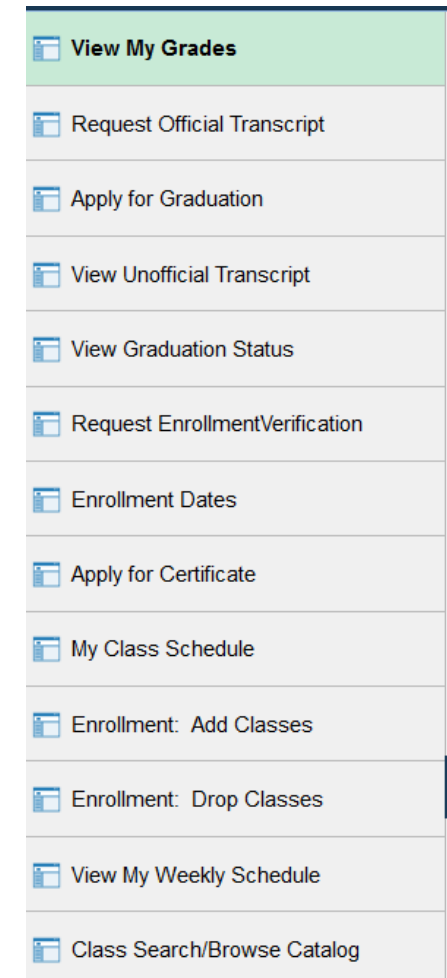 View My Grades
Request Official Transcript
Apply for Graduation
View Unofficial Transcript
View Graduation Status
Request EnrollmentVerification
Enrollment Dates
Apply for Certificate
My Class Schedule
Enrollment:  Add Classes
Enrollment:  Drop Classes
View My Weekly Schedule
Class Search/Browse Catalog